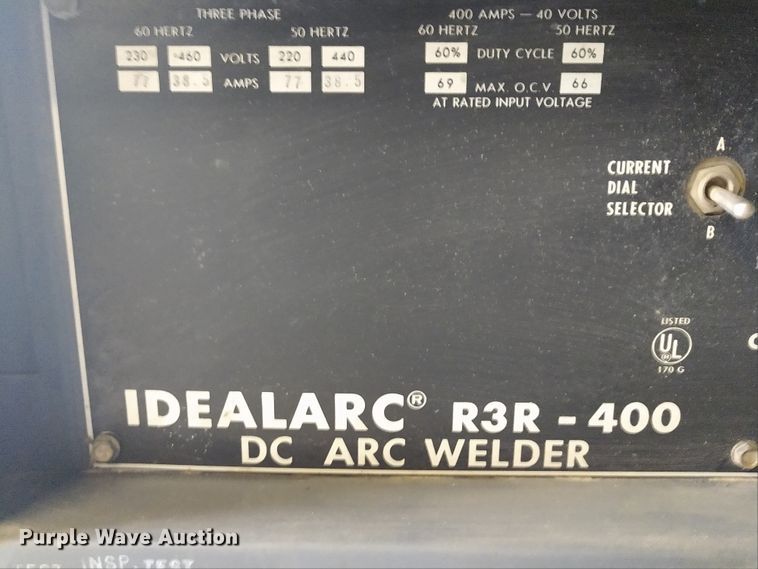 THREE PHASE
60 HERTZ 50 HERTZ
230 460 VOLTS 220 440
77 38.5 AMPS 77 38.5
400 AMPS — 40 VOLTS
60 HERTZ 50 HERTZ
60% DUTY CYCLE 60%
69 MAX. O.C.V. 66
AT RATED INPUT VOLTAGE
A
CURRENT
DIAL
SELECTOR
B
LISTED
UL
170 G
IDEALARC® R3R - 400
DC ARC WELDER
Purple Wave Auction
TEST INSP. TEST